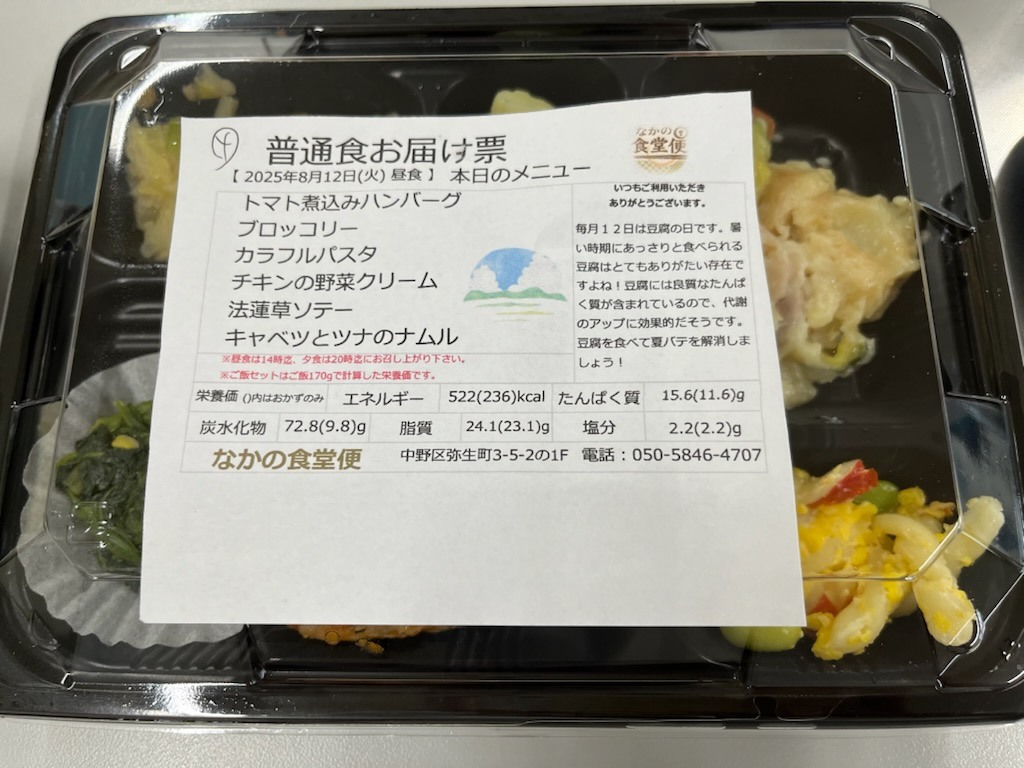 普通食お届け票
なかの
食堂便
【 2025年8月12日(火) 昼食 】 本日のメニュー
トマト煮込みハンバーグ
ブロッコリー
カラフルパスタ
チキンの野菜クリーム
法蓮草ソテー
キャベツとツナのナムル
いつもご利用いただき
ありがとうございます。
毎月１２日は豆腐の日です。暑
い時期にあっさりと食べられる
豆腐はとてもありがたい存在で
すよね！豆腐には良質なたんぱ
く質が含まれているので、代謝
のアップに効果的だそうです。
豆腐を食べて夏バテを解消しま
しょう！
※昼食は14時迄、夕食は20時迄にお召し上がり下さい。
※ご飯セットはご飯170gで計算した栄養価です。
栄養価 ()内はおかずのみ エネルギー 522(236)kcal たんぱく質 15.6(11.6)g
炭水化物 72.8(9.8)g 脂質 24.1(23.1)g 塩分 2.2(2.2)g
なかの食堂便 中野区弥生町3-5-2の1F 電話：050-5846-4707